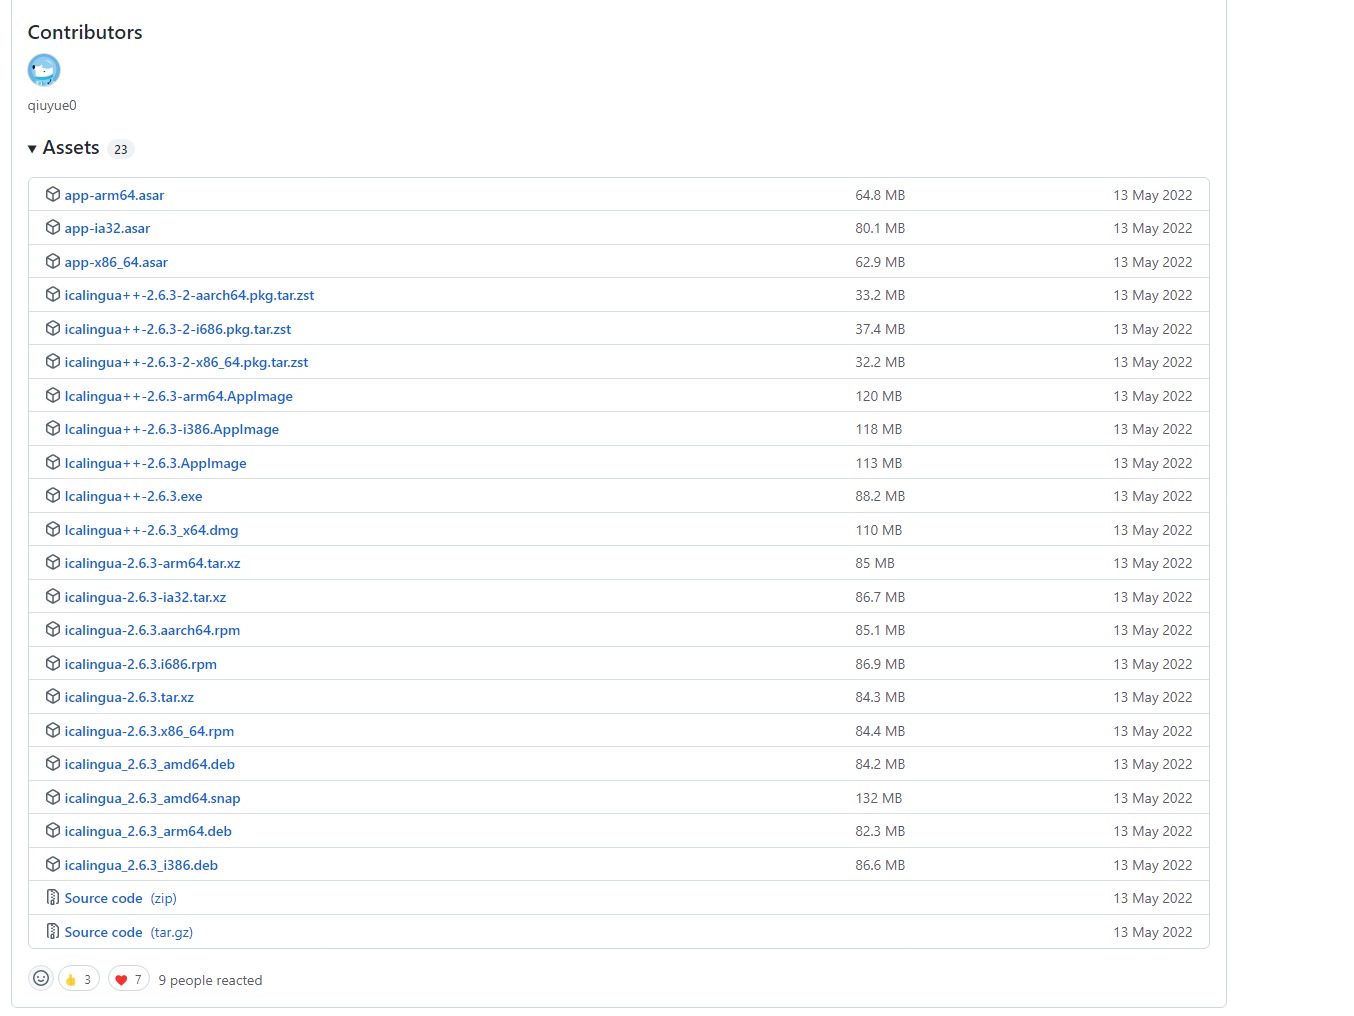 Contributors
qiuyue0
Assets 23
app-arm64.asar 64.8 MB 13 May 2022
app-ia32.asar 80.1 MB 13 May 2022
app-x86_64.asar 62.9 MB 13 May 2022
icalingua++-2.6.3-2-aarch64.pkg.tar.zst 33.2 MB 13 May 2022
icalingua++-2.6.3-2-i686.pkg.tar.zst 37.4 MB 13 May 2022
icalingua++-2.6.3-2-x86_64.pkg.tar.zst 32.2 MB 13 May 2022
Icalingua++-2.6.3-arm64.AppImage 120 MB 13 May 2022
Icalingua++-2.6.3-i386.AppImage 118 MB 13 May 2022
Icalingua++-2.6.3.AppImage 113 MB 13 May 2022
Icalingua++-2.6.3.exe 88.2 MB 13 May 2022
Icalingua++-2.6.3_x64.dmg 110 MB 13 May 2022
icalingua-2.6.3-arm64.tar.xz 85 MB 13 May 2022
icalingua-2.6.3-ia32.tar.xz 86.7 MB 13 May 2022
icalingua-2.6.3.aarch64.rpm 85.1 MB 13 May 2022
icalingua-2.6.3.i686.rpm 86.9 MB 13 May 2022
icalingua-2.6.3.tar.xz 84.3 MB 13 May 2022
icalingua-2.6.3.x86_64.rpm 84.4 MB 13 May 2022
icalingua_2.6.3_amd64.deb 84.2 MB 13 May 2022
icalingua_2.6.3_amd64.snap 132 MB 13 May 2022
icalingua_2.6.3_arm64.deb 82.3 MB 13 May 2022
icalingua_2.6.3_i386.deb 86.6 MB 13 May 2022
Source code (zip) 13 May 2022
Source code (tar.gz) 13 May 2022
3 7 9 people reacted